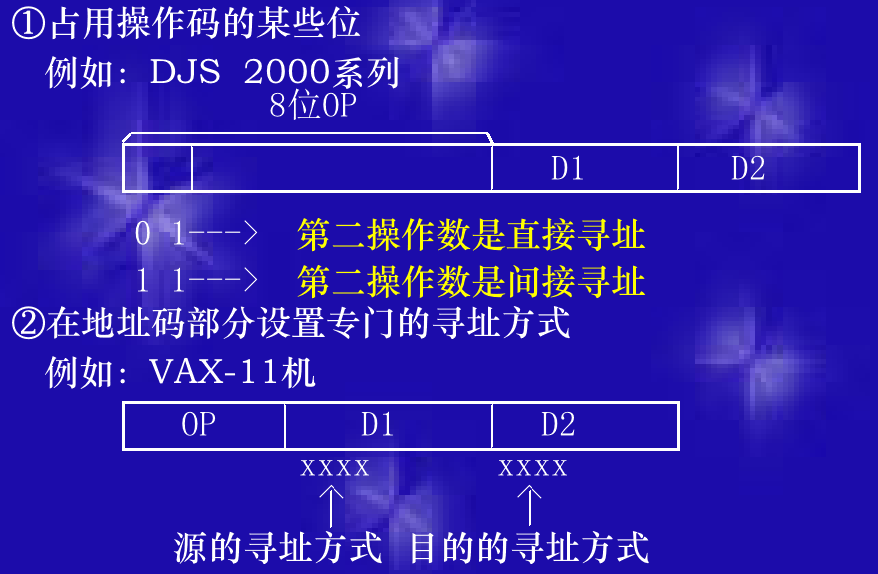 ①占用操作码的某些位
例如：DJS 2000系列
8位OP
D1 D2
0 1---> 第二操作数是直接寻址
1 1---> 第二操作数是间接寻址
②在地址码部分设置专门的寻址方式
例如：VAX-11机
OP D1 D2
xxxx xxxx
源的寻址方式 目的的寻址方式